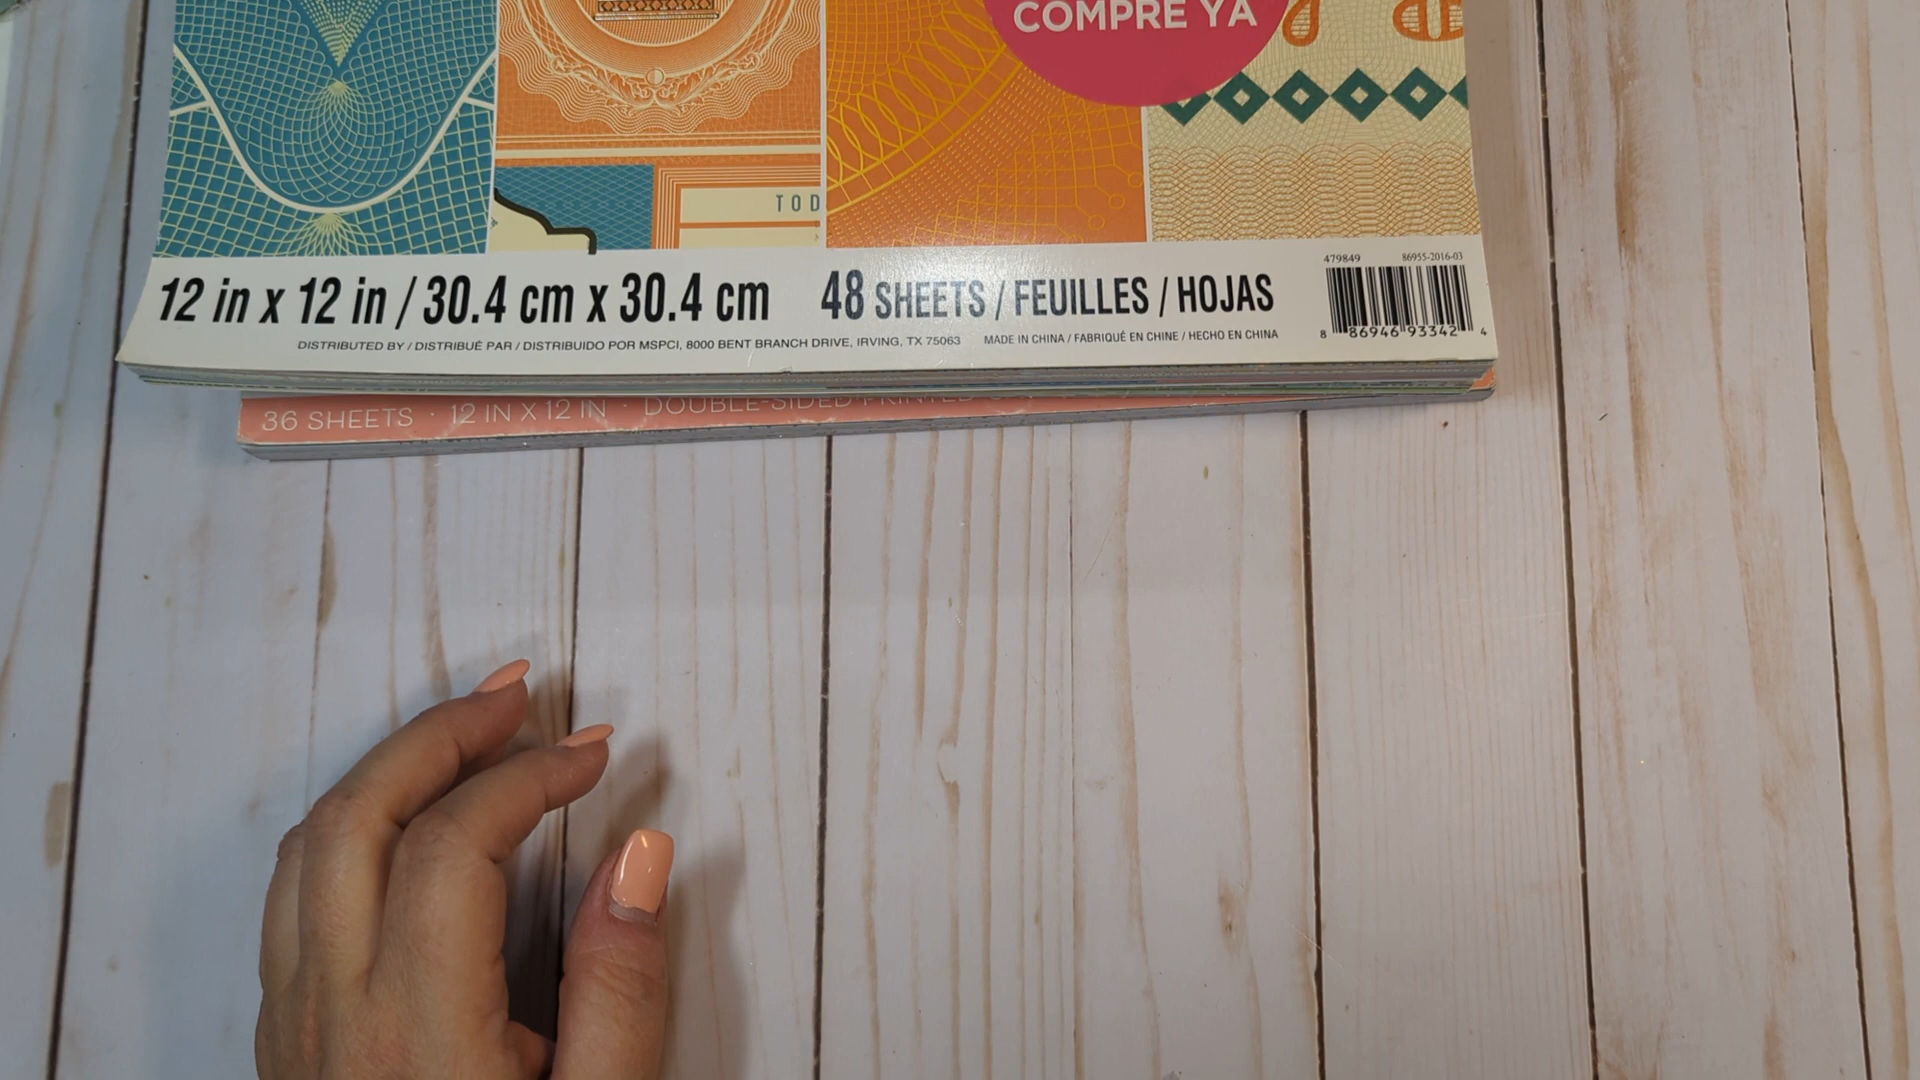 COMPRE YA
TOD
12 in x 12 in / 30.4 cm x 30.4 cm 48 SHEETS / FEUILLES / HOJAS
479849 86955-2016-03
8 86946 93342 4
DISTRIBUTED BY / DISTRIBUÉ PAR / DISTRIBUIDO POR MSPCI, 8000 BENT BRANCH DRIVE, IRVING, TX 75063 MADE IN CHINA / FABRIQUÉ EN CHINE / HECHO EN CHINA
36 SHEETS · 12 IN X 12 IN · DOUBLE-SIDED PRINTED